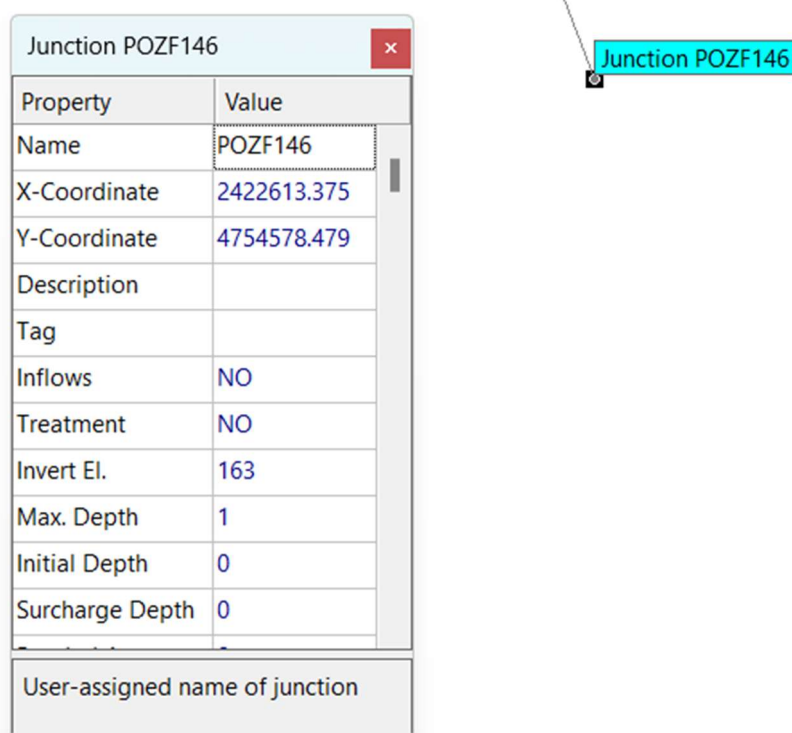 Junction POZF146
Junction POZF146
Property Value
Name POZF146
X-Coordinate 2422613.375
Y-Coordinate 4754578.479
Description
Tag
Inflows NO
Treatment NO
Invert El. 163
Max. Depth 1
Initial Depth 0
Surcharge Depth 0
User-assigned name of junction